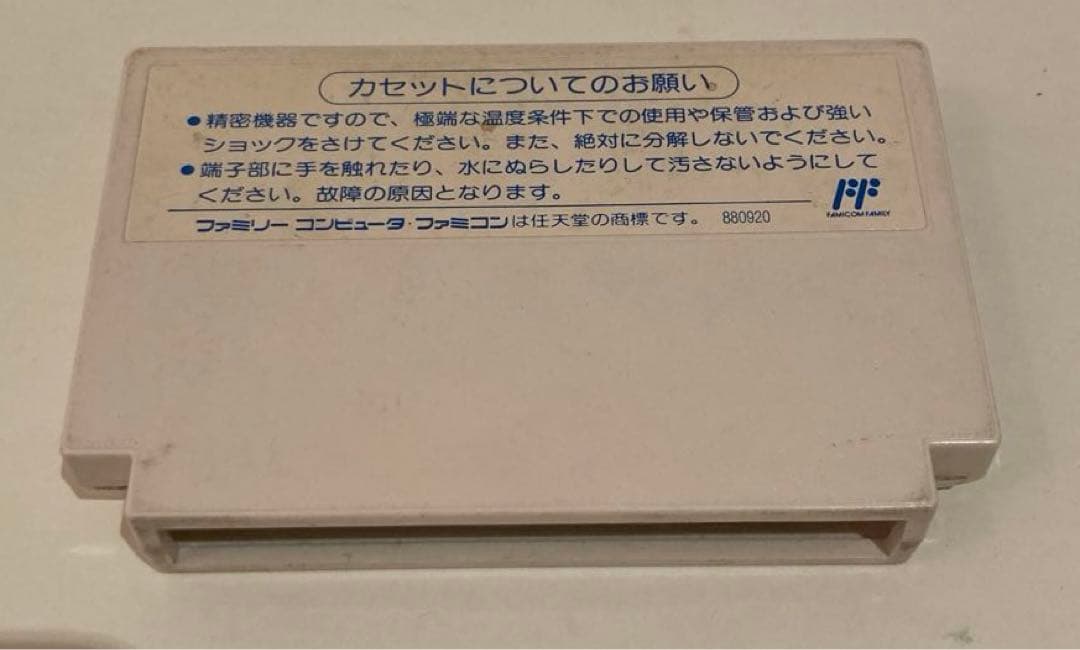 カセットについてのお願い
●精密機器ですので、極端な温度条件下での使用や保管および強い
ショックをさけてください。また、絶対に分解しないでください。
●端子部に手を触れたり、水にぬらしたりして汚さないようにして
ください。故障の原因となります。
FF
FAMICOM FAMILY
ファミリーコンピュータ・ファミコンは任天堂の商標です。 880920